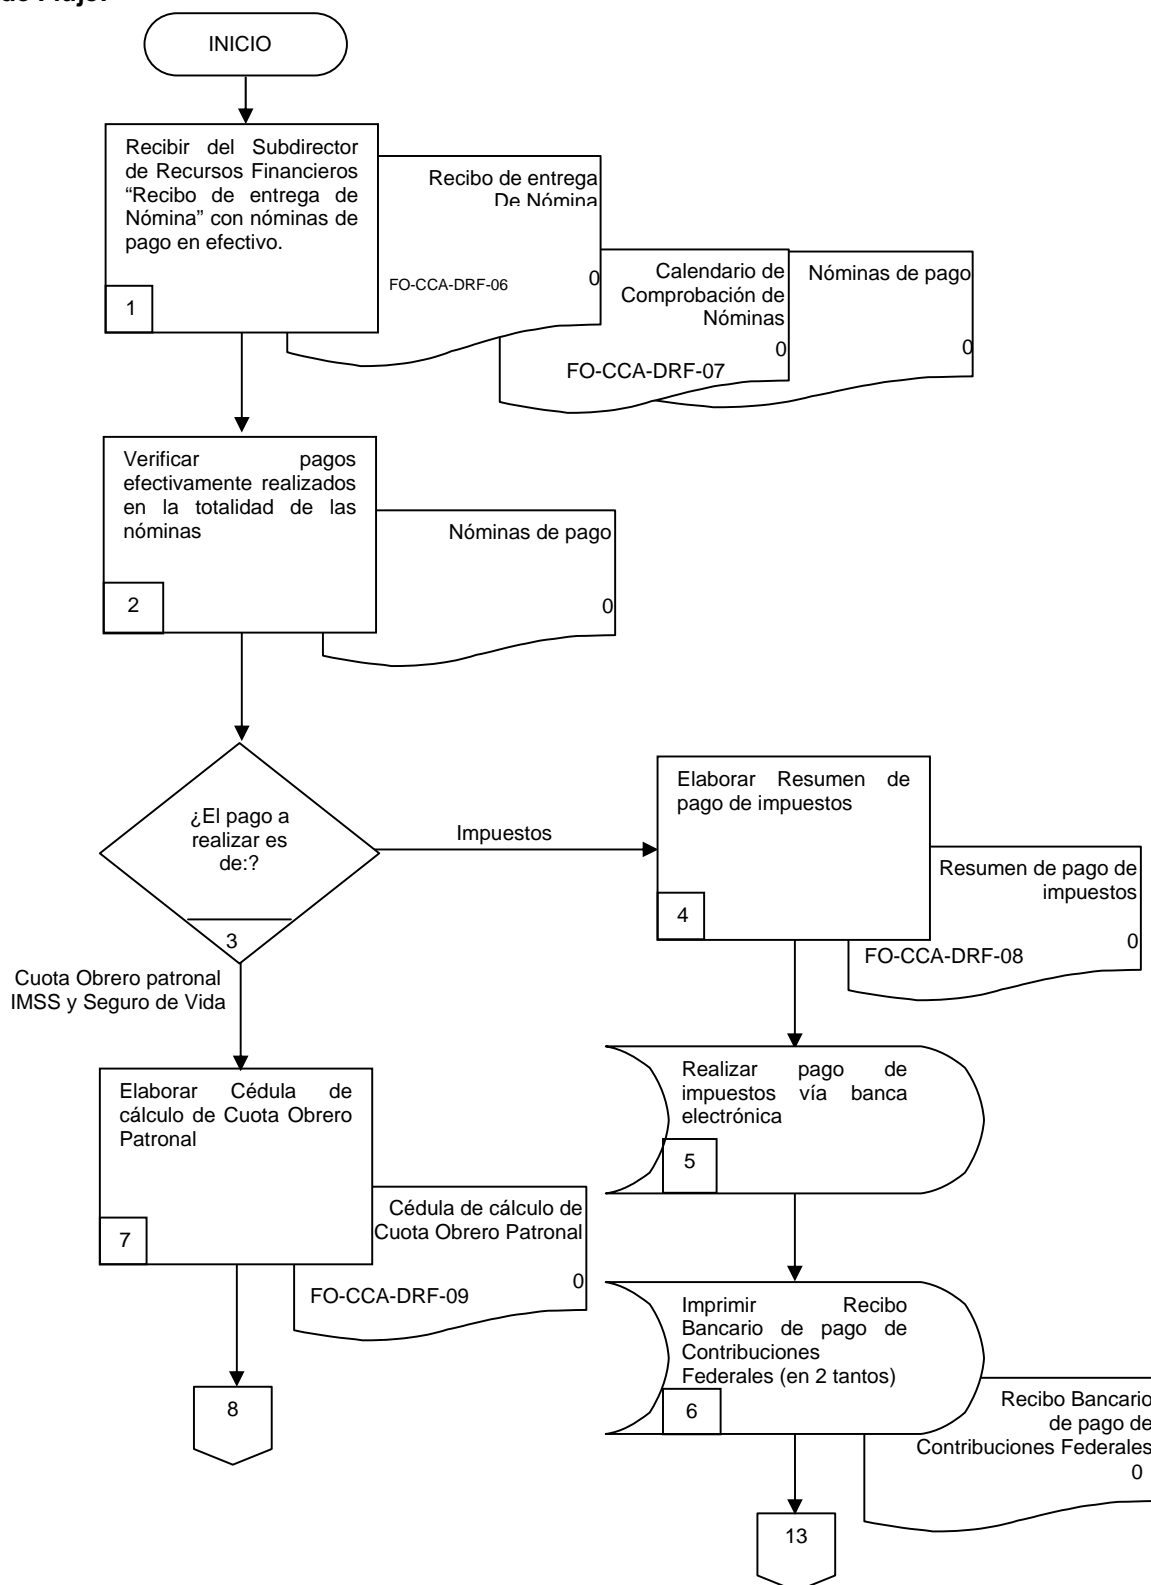 INICIO
Recibir del Subdirector
de Recursos Financieros
“Recibo de entrega de
Nómina” con nóminas de
pago en efectivo.
1
Recibo de entrega
De Nómina
FO-CCA-DRF-06
0
Calendario de
Comprobación de
Nóminas
0
FO-CCA-DRF-07
Nóminas de pago
0
Verificar pagos
efectivamente realizados
en la totalidad de las
nóminas
2
Nóminas de pago
0
¿El pago a
realizar es
de:?
3
Impuestos
Cuota Obrero patronal
IMSS y Seguro de Vida
Elaborar Resumen de
pago de impuestos
4
Resumen de pago de
impuestos
0
FO-CCA-DRF-08
Realizar pago de
impuestos vía banca
electrónica
5
Elaborar Cédula de
cálculo de Cuota Obrero
Patronal
7
Cédula de cálculo de
Cuota Obrero Patronal
0
FO-CCA-DRF-09
8
Imprimir Recibo
Bancario de pago de
Contribuciones
Federales (en 2 tantos)
6
Recibo Bancario
de pago de
Contribuciones Federales
0
13